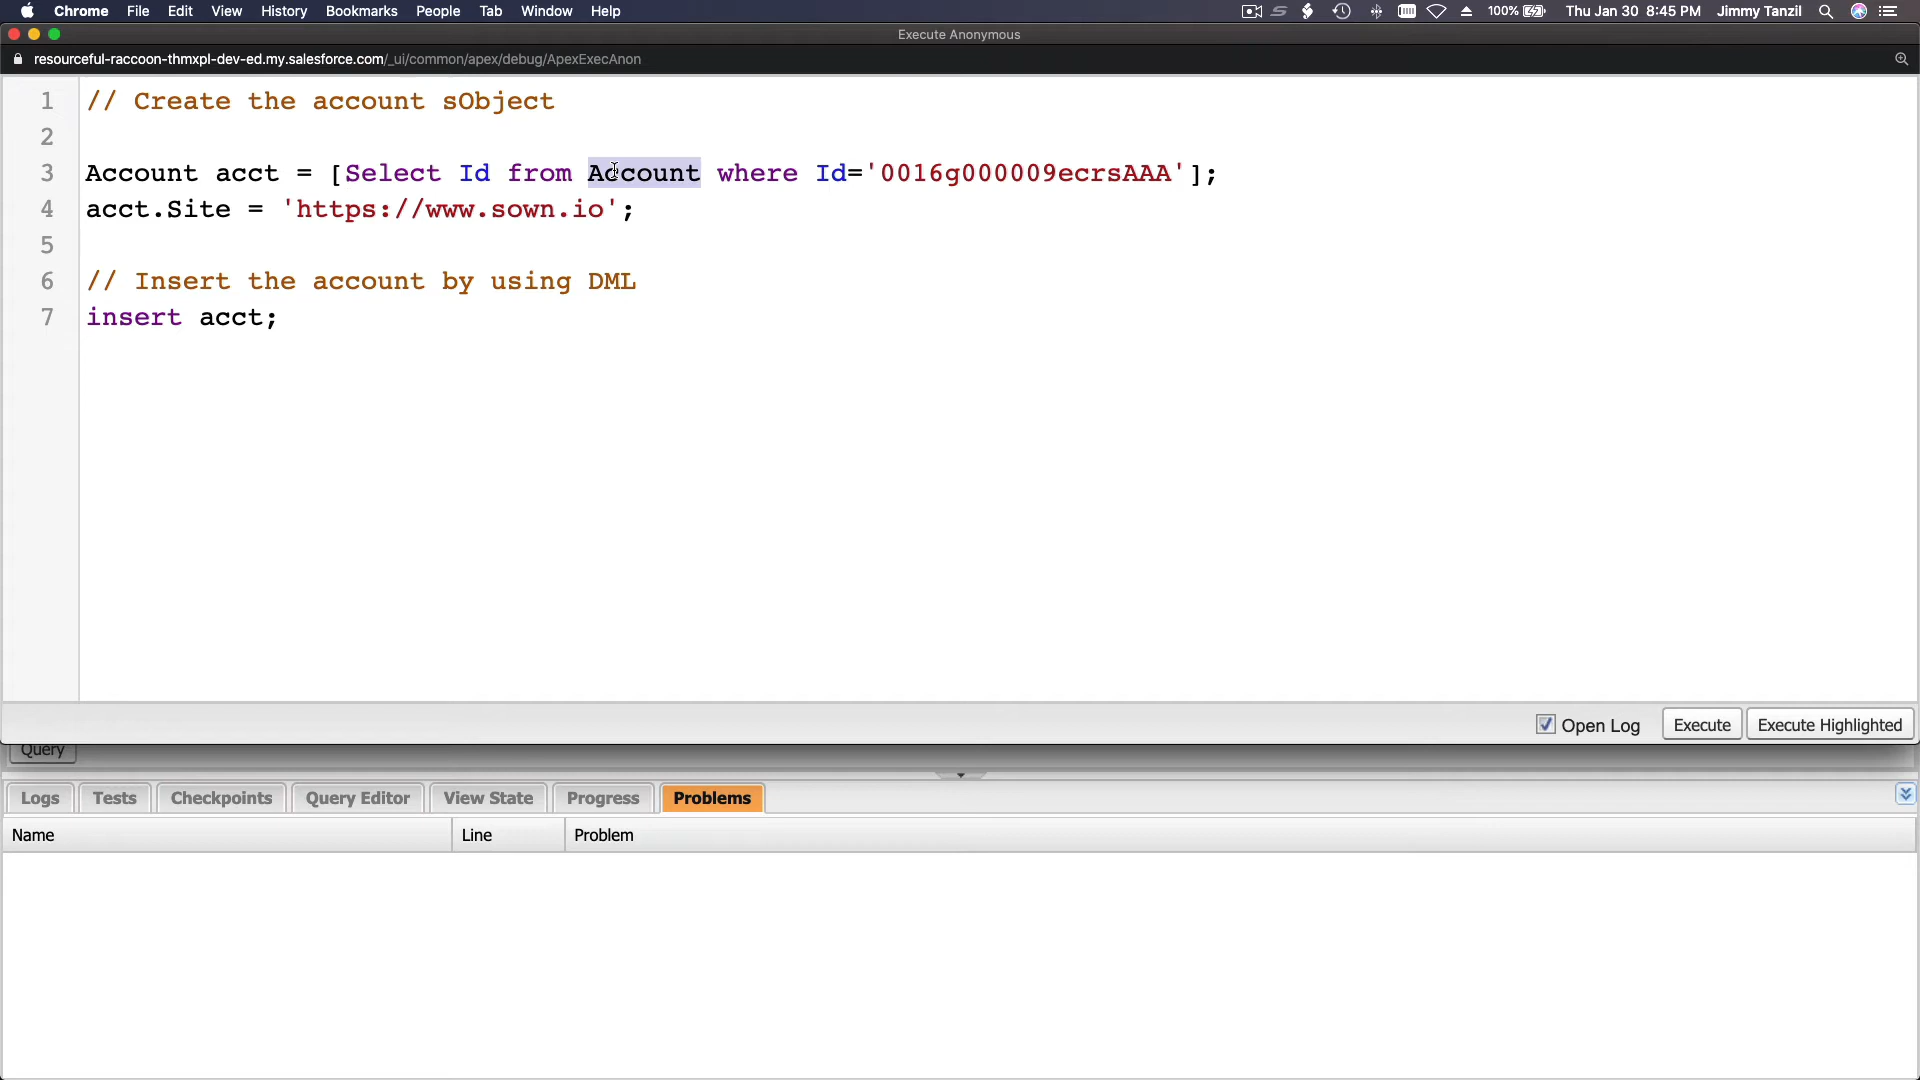 Chrome File Edit View History Bookmarks People Tab Window Help 100% Thu Jan 30 8:45 PM Jimmy Tanzil
Execute Anonymous
resourceful-raccoon-thmxpl-dev-ed.my.salesforce.com/_ui/common/apex/debug/ApexExecAnon
1 // Create the account sObject
2
3 Account acct = [Select Id from Account where Id='0016g000009ecrsAAA'];
4 acct.Site = 'https://www.sown.io';
5
6 // Insert the account by using DML
7 insert acct;
Open Log Execute Execute Highlighted
Query
Logs Tests Checkpoints Query Editor View State Progress Problems
Name Line Problem